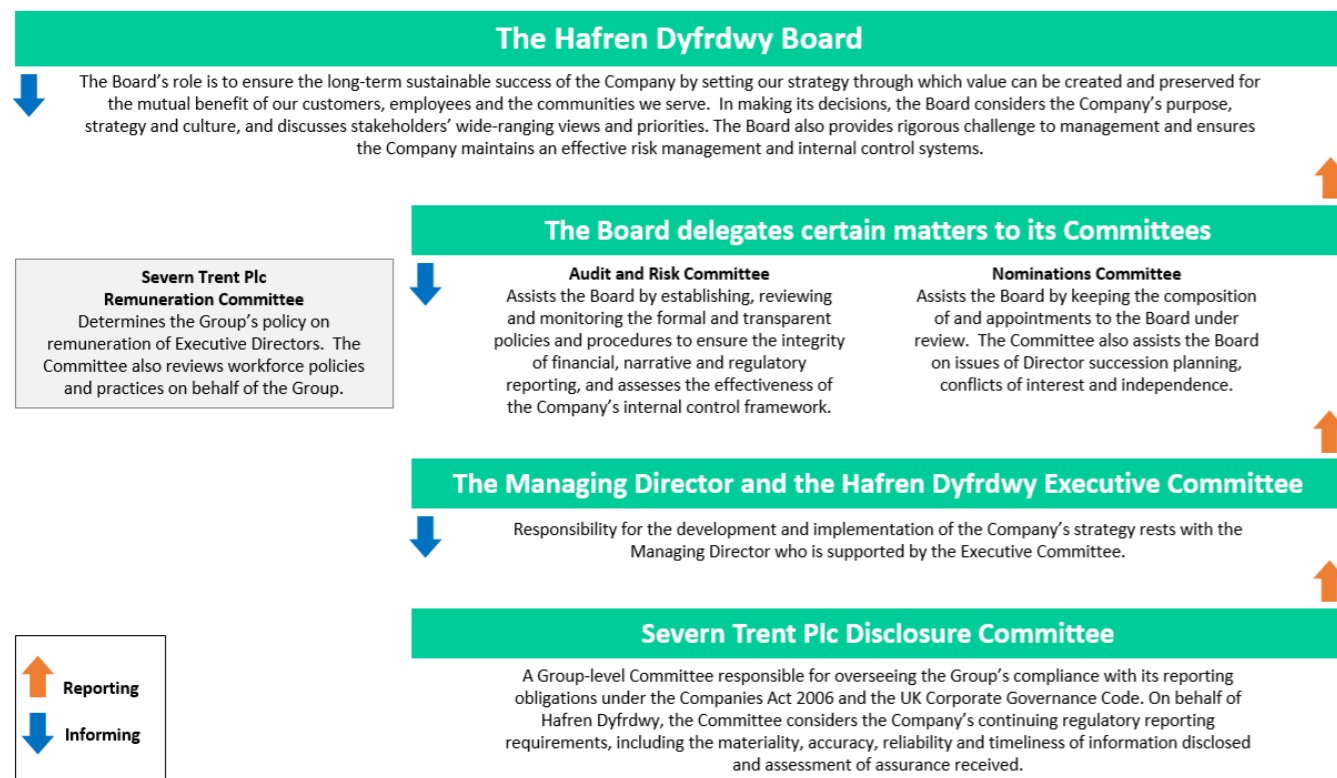 The Hafren Dyfrdwy Board
The Board's role is to ensure the long-term sustainable success of the Company by setting our strategy through which value can be created and preserved for
the mutual benefit of our customers, employees and the communities we serve. In making its decisions, the Board considers the Company's purpose,
strategy and culture, and discusses stakeholders' wide-ranging views and priorities. The Board also provides rigorous challenge to management and ensures
the Company maintains an effective risk management and internal control systems.
The Board delegates certain matters to its Committees
Severn Trent Plc
Remuneration Committee
Determines the Group's policy on
remuneration of Executive Directors. The
Committee also reviews workforce policies
and practices on behalf of the Group.
Audit and Risk Committee
Assists the Board by establishing, reviewing
and monitoring the formal and transparent
policies and procedures to ensure the integrity
of financial, narrative and regulatory
reporting, and assesses the effectiveness of
the Company's internal control framework.
Nominations Committee
Assists the Board by keeping the composition
of and appointments to the Board under
review. The Committee also assists the Board
on issues of Director succession planning,
conflicts of interest and independence.
The Managing Director and the Hafren Dyfrdwy Executive Committee
Responsibility for the development and implementation of the Company's strategy rests with the
Managing Director who is supported by the Executive Committee.
Severn Trent Plc Disclosure Committee
A Group-level Committee responsible for overseeing the Group's compliance with its reporting
obligations under the Companies Act 2006 and the UK Corporate Governance Code. On behalf of
Hafren Dyfrdwy, the Committee considers the Company's continuing regulatory reporting
requirements, including the materiality, accuracy, reliability and timeliness of information disclosed
and assessment of assurance received.
Reporting
Informing